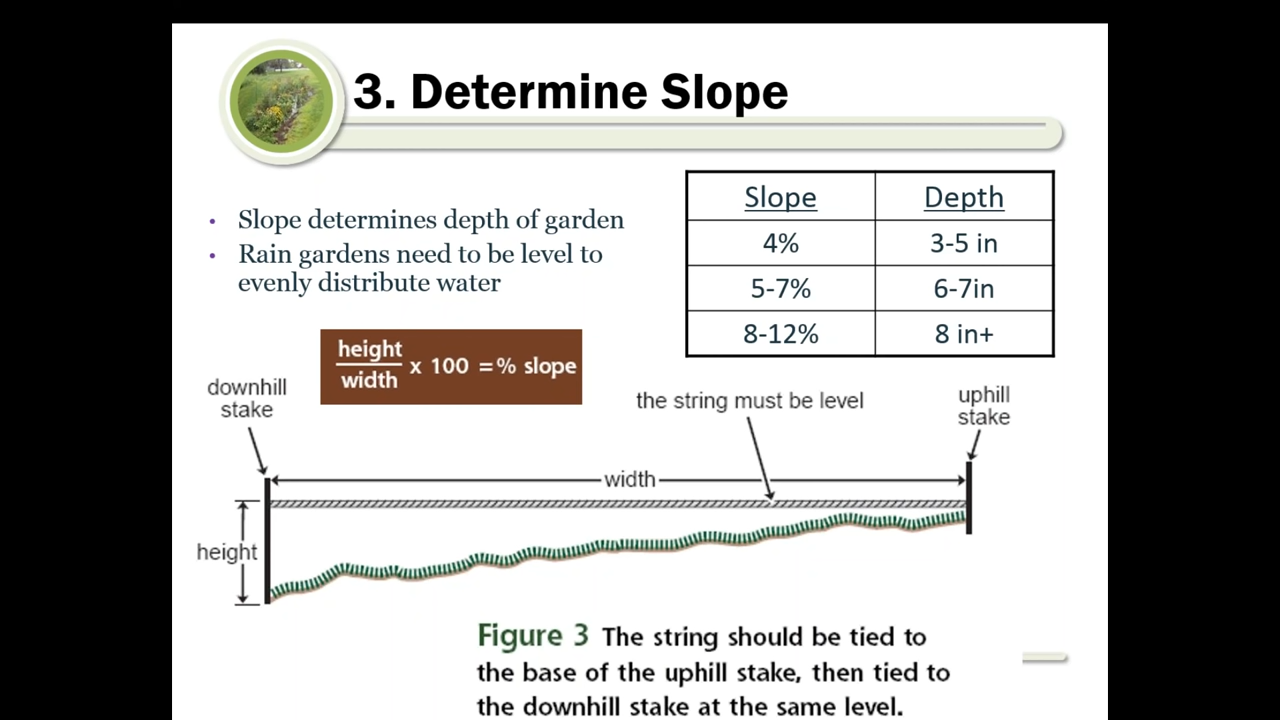 3. Determine Slope
• Slope determines depth of garden
• Rain gardens need to be level to
evenly distribute water
Slope Depth
4% 3-5 in
5-7% 6-7in
8-12% 8 in+
height
width
x 100 =% slope
downhill
stake
the string must be level
uphill
stake
width
height
Figure 3 The string should be tied to
the base of the uphill stake, then tied to
the downhill stake at the same level.